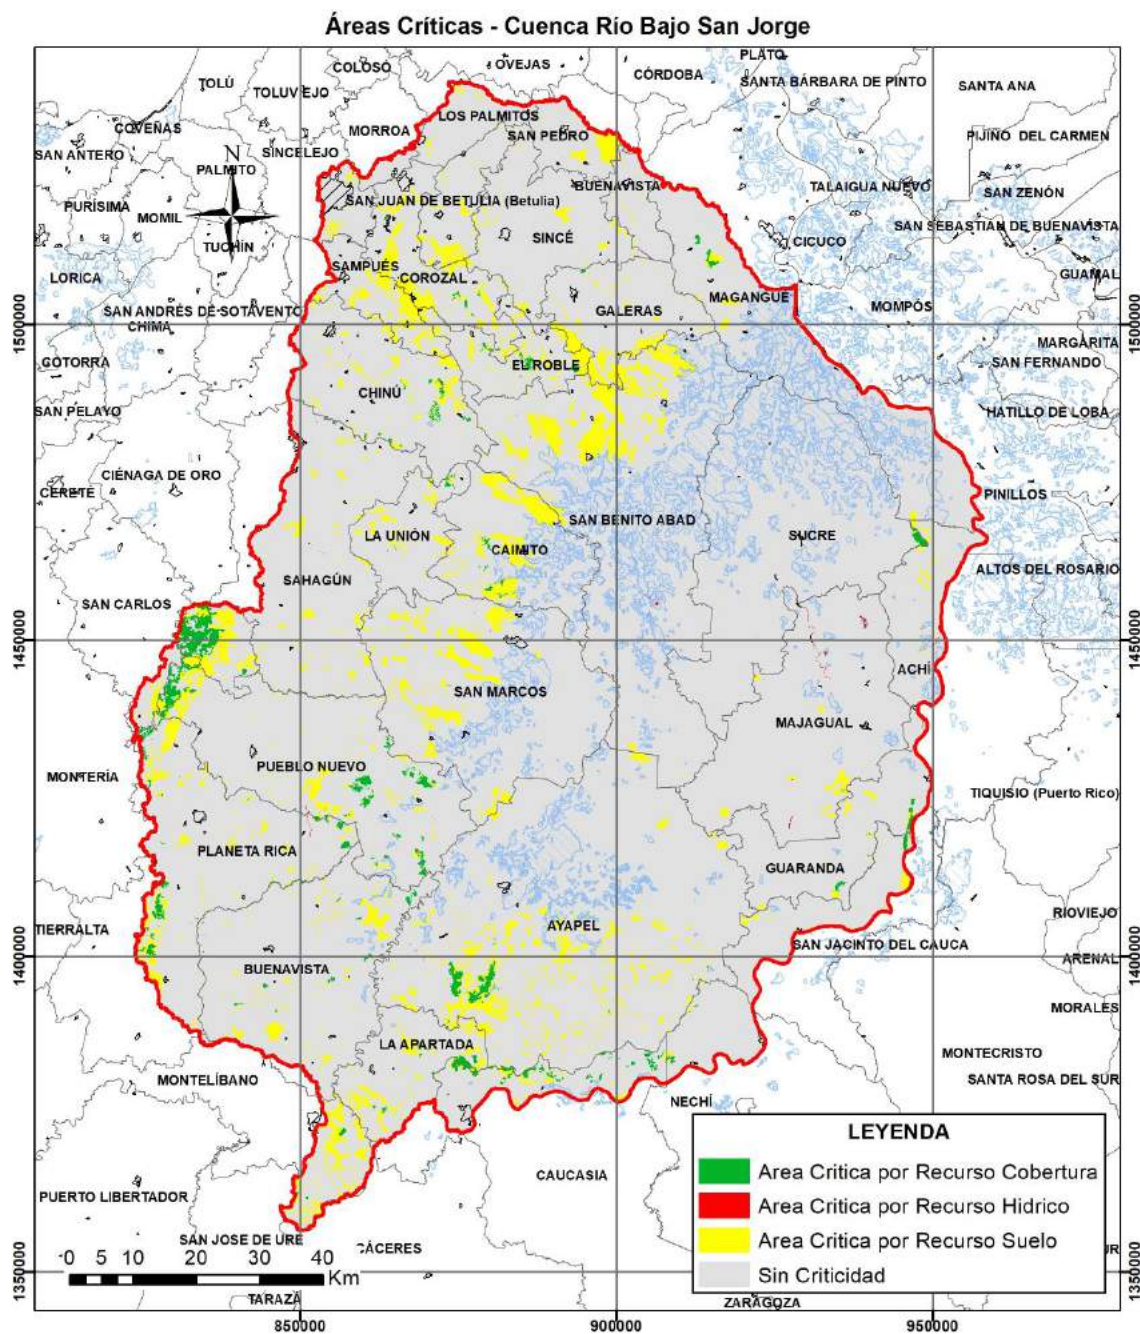 Áreas Críticas - Cuenca Río Bajo San Jorge
PLATO
OVEJAS
COLOSÓ
CÓRDOBA
SANTA BÁRBARA DE PINTO
SANTA ANA
TOLÚ
TOLUVIEJO
LOS PALMITOS
MORROA
SAN PEDRO
COVEÑAS
PIJIÑO DEL CARMEN
SAN ANTERO
SINCELEJO
N
PALMITO
BUENAVISTA
TALAIGUA NUEVO
SAN ZENÓN
PURÍSIMA
MOMIL
SAN JUAN DE BETULIA (Betulia)
SAN SEBASTIÁN DE BUENAVISTA
SINCÉ
CICUCO
TUCHÍN
SAMPUÉS
GUAMAL
LORICA
COROZAL
MAGANGUÉ
SAN ANDRÉS DE SOTAVENTO
GALERAS
MOMPÓS
CHIMA
1500000
1500000
MARGARITA
GOTORRA
EL ROBLE
SAN FERNANDO
CHINÚ
SAN PELAYO
HATILLO DE LOBA
CIÉNAGA DE ORO
CERETÉ
PINILLOS
SAN BENITO ABAD
LA UNIÓN
SUCRE
CAIMITO
ALTOS DEL ROSARIO
SAHAGÚN
SAN CARLOS
1450000
1450000
ACHÍ
SAN MARCOS
MAJAGUAL
PUEBLO NUEVO
MONTERÍA
TIQUISIO (Puerto Rico)
PLANETA RICA
GUARANDA
RIOVIEJO
AYAPEL
TIERRALTA
SAN JACINTO DEL CAUCA
1400000
1400000
ARENAL
BUENAVISTA
MORALES
LA APARTADA
MONTECRISTO
MONTELÍBANO
SANTA ROSA DEL SUR
NECHÍ
LEYENDA
Area Critica por Recurso Cobertura
Area Critica por Recurso Hidrico
Area Critica por Recurso Suelo
Sin Criticidad
CAUCASIA
PUERTO LIBERTADOR
SAN JOSE DE URE
CÁCERES
UR
1350000
1350000
0 5 10 20 30 40
Km
TARAZÁ
ZARAGOZA
850000
900000
950000